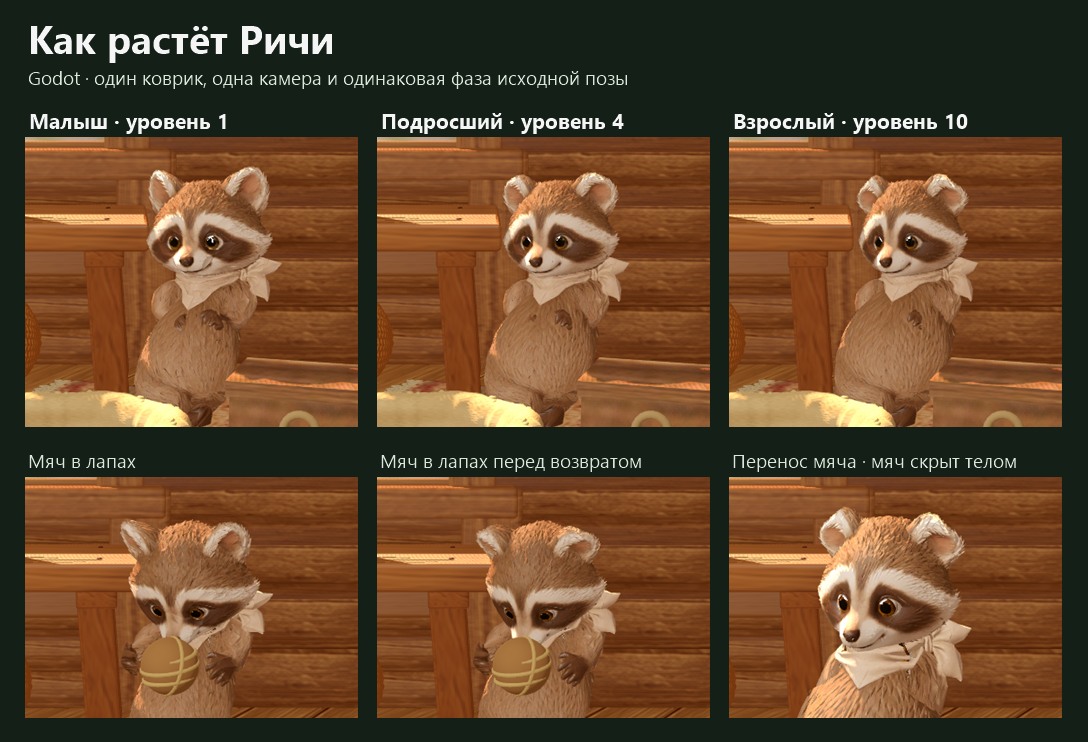 Как растёт Ричи
Godot · один коврик, одна камера и одинаковая фаза исходной позы
Малыш · уровень 1
Подросший · уровень 4
Взрослый · уровень 10
Мяч в лапах
Мяч в лапах перед возвратом
Перенос мяча · мяч скрыт телом